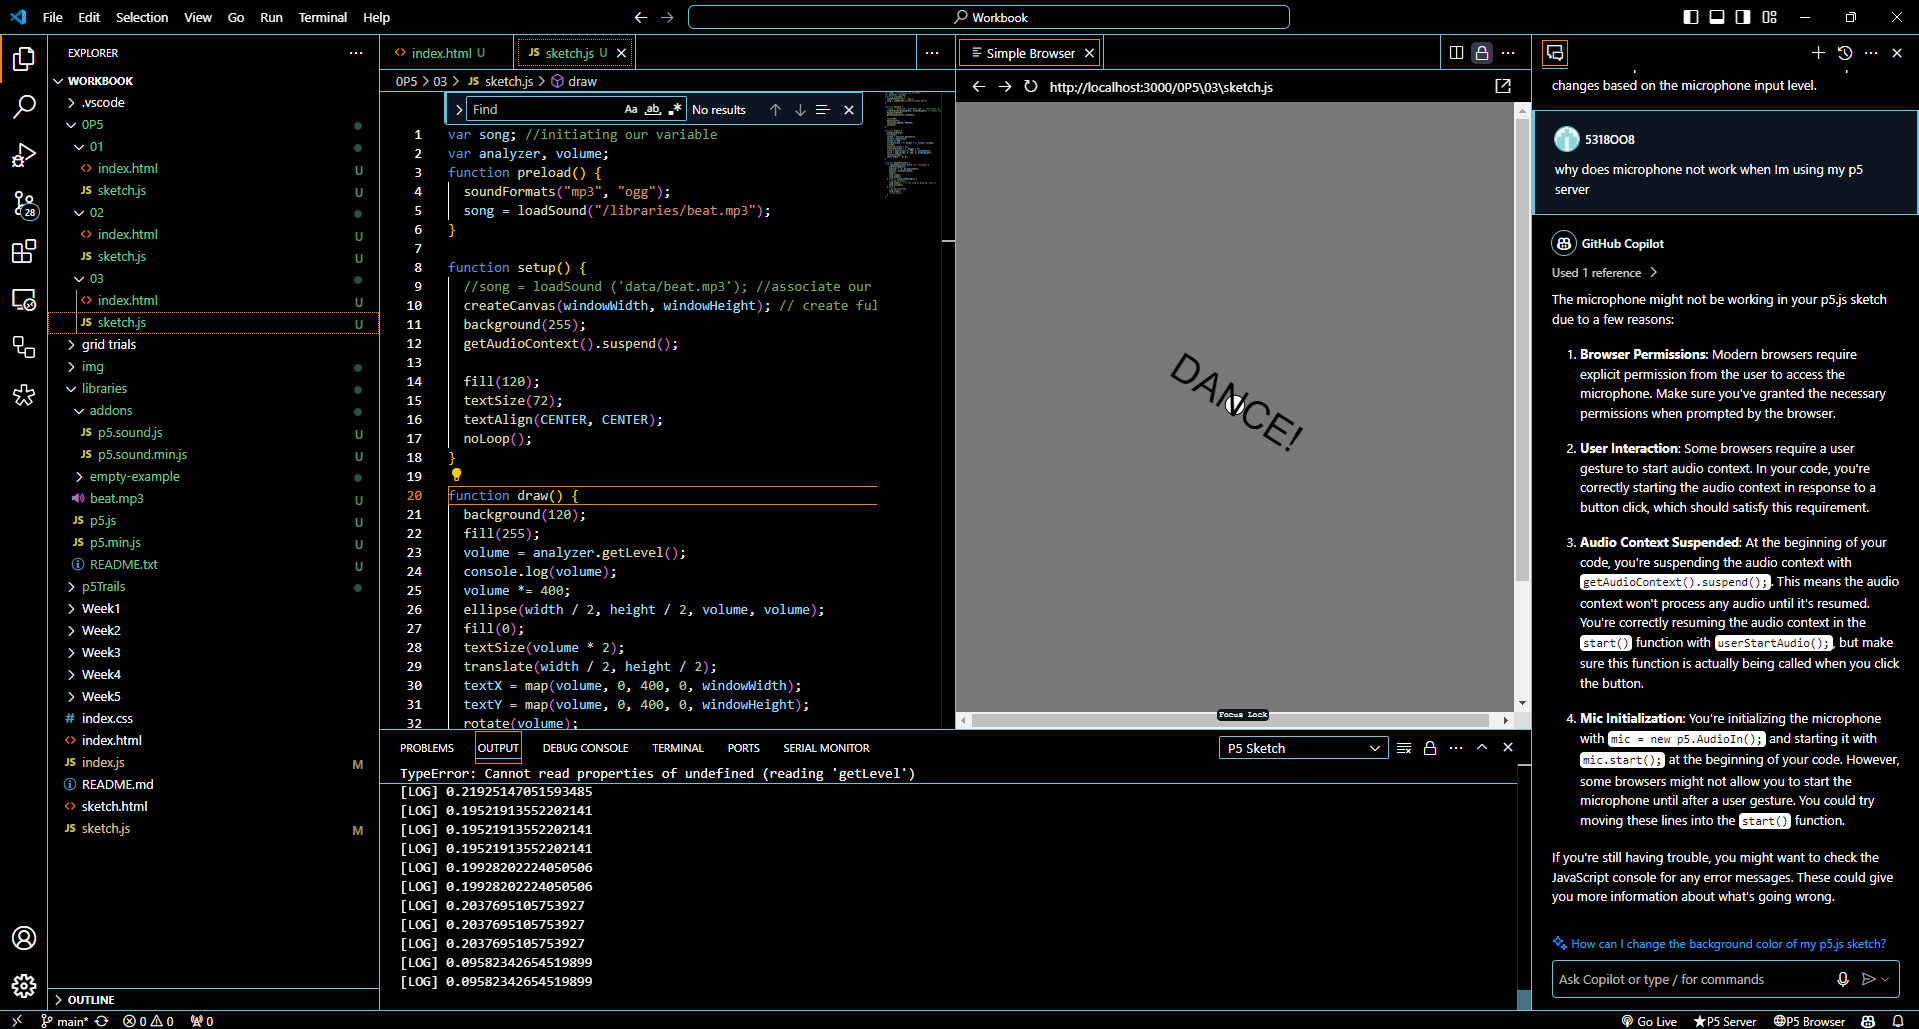 File Edit Selection View Go Run Terminal Help
Workbook
EXPLORER
WORKBOOK
.vscode
0P5
01
index.html U
sketch.js U
02
index.html U
sketch.js U
03
index.html U
sketch.js U
grid trials
img
libraries
addons
p5.sound.js U
p5.sound.min.js U
empty-example
beat.mp3 U
p5.js U
p5.min.js U
README.txt U
p5Trails
Week1
Week2
Week3
Week4
Week5
index.css
index.html
index.js M
README.md
sketch.html
sketch.js M
OUTLINE
28
index.html U
sketch.js U
0P5 > 03 > JS sketch.js > draw
Find
Aa ab .*
No results
1 var song; //initiating our variable
2 var analyzer, volume;
3 function preload() {
4 soundFormats("mp3", "ogg");
5 song = loadSound("/libraries/beat.mp3");
6 }
7
8 function setup() {
9 //song = loadSound ('data/beat.mp3'); //associate our
10 createCanvas(windowWidth, windowHeight); // create ful
11 background(255);
12 getAudioContext().suspend();
13
14 fill(120);
15 textSize(72);
16 textAlign(CENTER, CENTER);
17 noLoop();
18 }
19
20 function draw() {
21 background(120);
22 fill(255);
23 volume = analyzer.getLevel();
24 console.log(volume);
25 volume *= 400;
26 ellipse(width / 2, height / 2, volume, volume);
27 fill(0);
28 textSize(volume * 2);
29 translate(width / 2, height / 2);
30 textX = map(volume, 0, 400, 0, windowWidth);
31 textY = map(volume, 0, 400, 0, windowHeight);
32 rotate(volume);
Simple Browser
http://localhost:3000/0P5\03\sketch.js
DANCE!
Focus Lock
PROBLEMS OUTPUT DEBUG CONSOLE TERMINAL PORTS SERIAL MONITOR
P5 Sketch
TypeError: Cannot read properties of undefined (reading 'getLevel')
[LOG] 0.21925147051593485
[LOG] 0.19521913552202141
[LOG] 0.19521913552202141
[LOG] 0.19521913552202141
[LOG] 0.19928202224050506
[LOG] 0.19928202224050506
[LOG] 0.2037695105753927
[LOG] 0.2037695105753927
[LOG] 0.2037695105753927
[LOG] 0.09582342654519899
[LOG] 0.09582342654519899
changes based on the microphone input level.
5318OO8
why does microphone not work when Im using my p5
server
GitHub Copilot
Used 1 reference
The microphone might not be working in your p5.js sketch
due to a few reasons:
1. Browser Permissions: Modern browsers require
explicit permission from the user to access the
microphone. Make sure you've granted the necessary
permissions when prompted by the browser.
2. User Interaction: Some browsers require a user
gesture to start audio context. In your code, you're
correctly starting the audio context in response to a
button click, which should satisfy this requirement.
3. Audio Context Suspended: At the beginning of your
code, you're suspending the audio context with
getAudioContext().suspend();. This means the audio
context won't process any audio until it's resumed.
You're correctly resuming the audio context in the
start() function with userStartAudio();, but make
sure this function is actually being called when you click
the button.
4. Mic Initialization: You're initializing the microphone
with mic = new p5.AudioIn(); and starting it with
mic.start(); at the beginning of your code. However,
some browsers might not allow you to start the
microphone until after a user gesture. You could try
moving these lines into the start() function.
If you're still having trouble, you might want to check the
JavaScript console for any error messages. These could give
you more information about what's going wrong.
How can I change the background color of my p5.js sketch?
Ask Copilot or type / for commands
main* 0 0 0
Go Live P5 Server P5 Browser